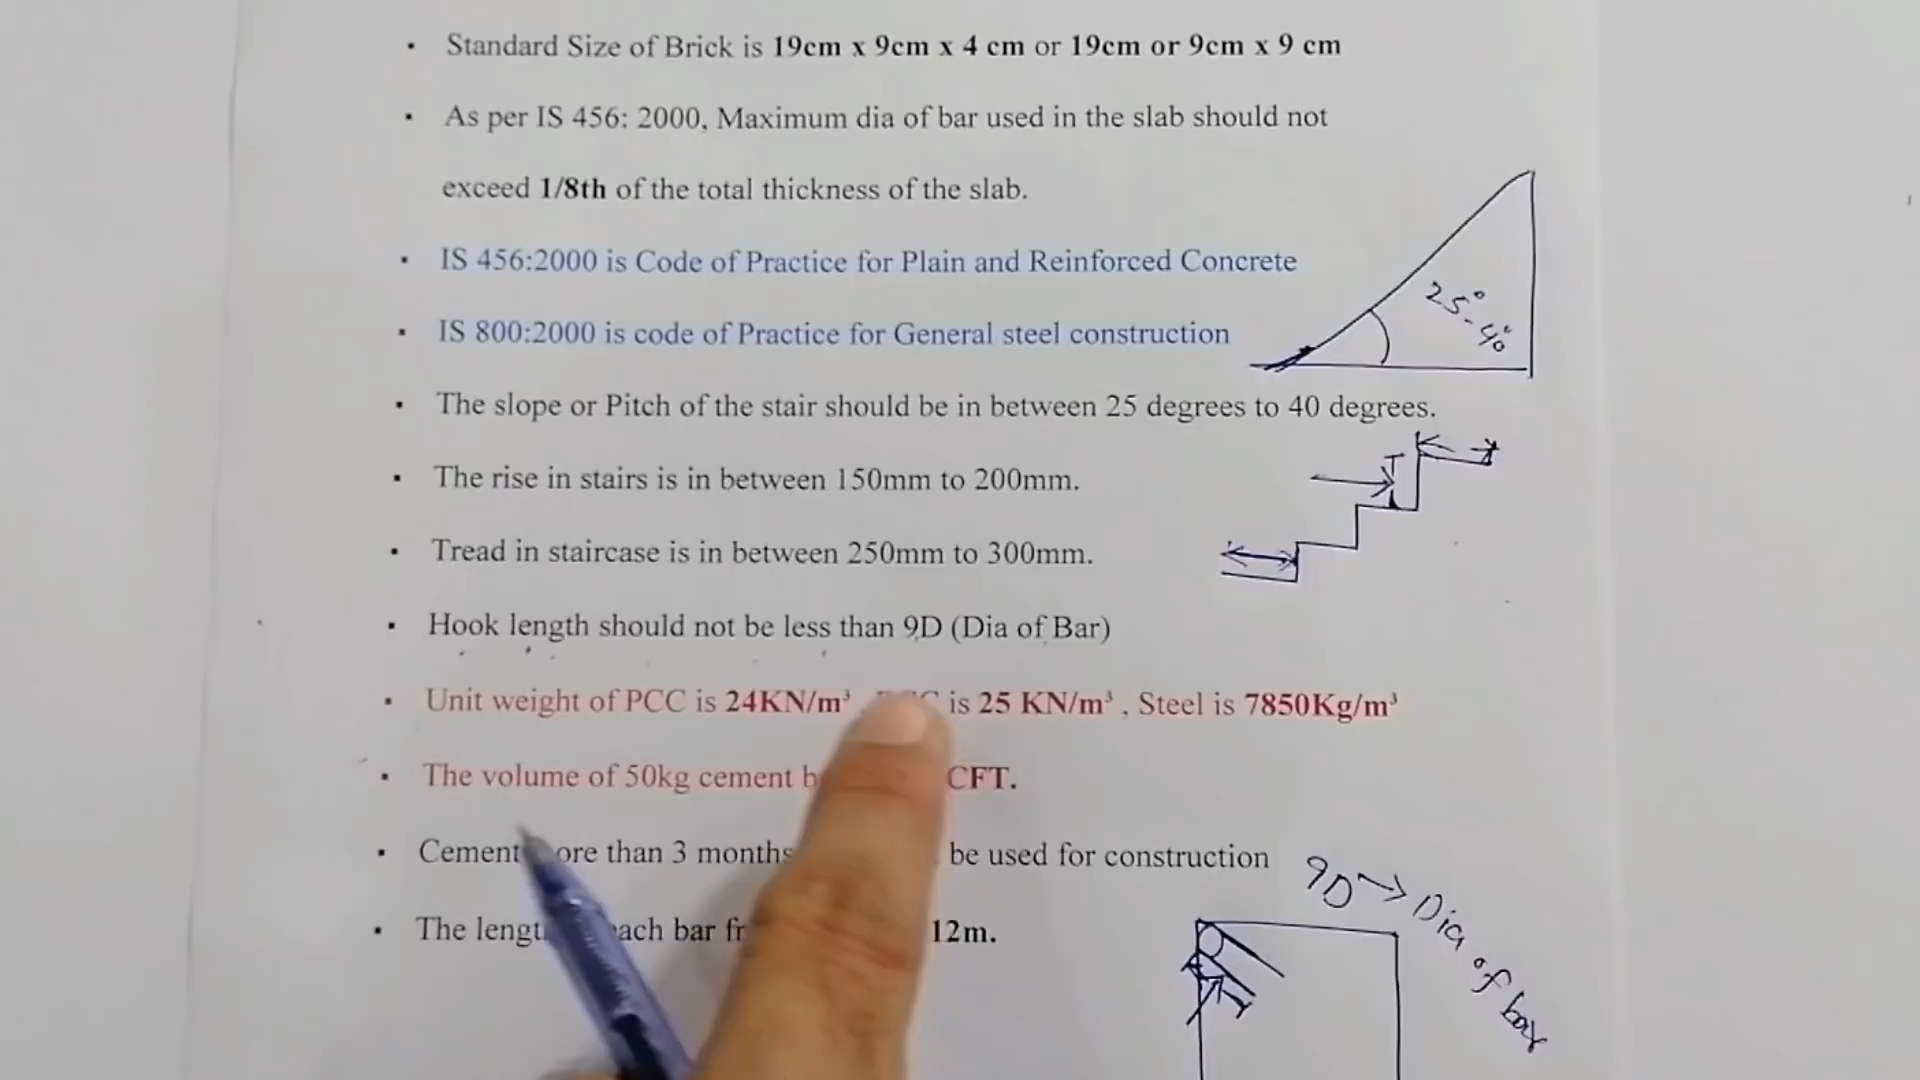 · Standard Size of Brick is 19cm x 9cm x 4 cm or 19cm or 9cm x 9 cm
· As per IS 456: 2000, Maximum dia of bar used in the slab should not
exceed 1/8th of the total thickness of the slab.
· IS 456:2000 is Code of Practice for Plain and Reinforced Concrete
· IS 800:2000 is code of Practice for General steel construction
25° - 40°
· The slope or Pitch of the stair should be in between 25 degrees to 40 degrees.
· The rise in stairs is in between 150mm to 200mm.
· Tread in staircase is in between 250mm to 300mm.
· Hook length should not be less than 9D (Dia of Bar)
· Unit weight of PCC is 24KN/m³ is 25 KN/m³ , Steel is 7850Kg/m³
· The volume of 50kg cement CFT.
· Cement ore than 3 months be used for construction
· The lengt ach bar fr 12m.
9D → Dia of bar